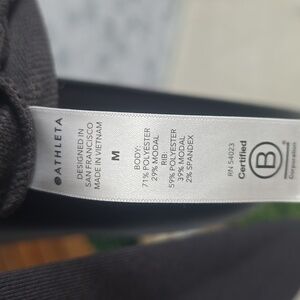 ATHLETA
DESIGNED IN
SAN FRANCISCO
MADE IN VIETNAM
M
BODY:
71% POLYESTER
29% MODAL
RIB
59% POLYESTER
39% MODAL
2% SPANDEX
RN 54023
Certified
B
Corporation